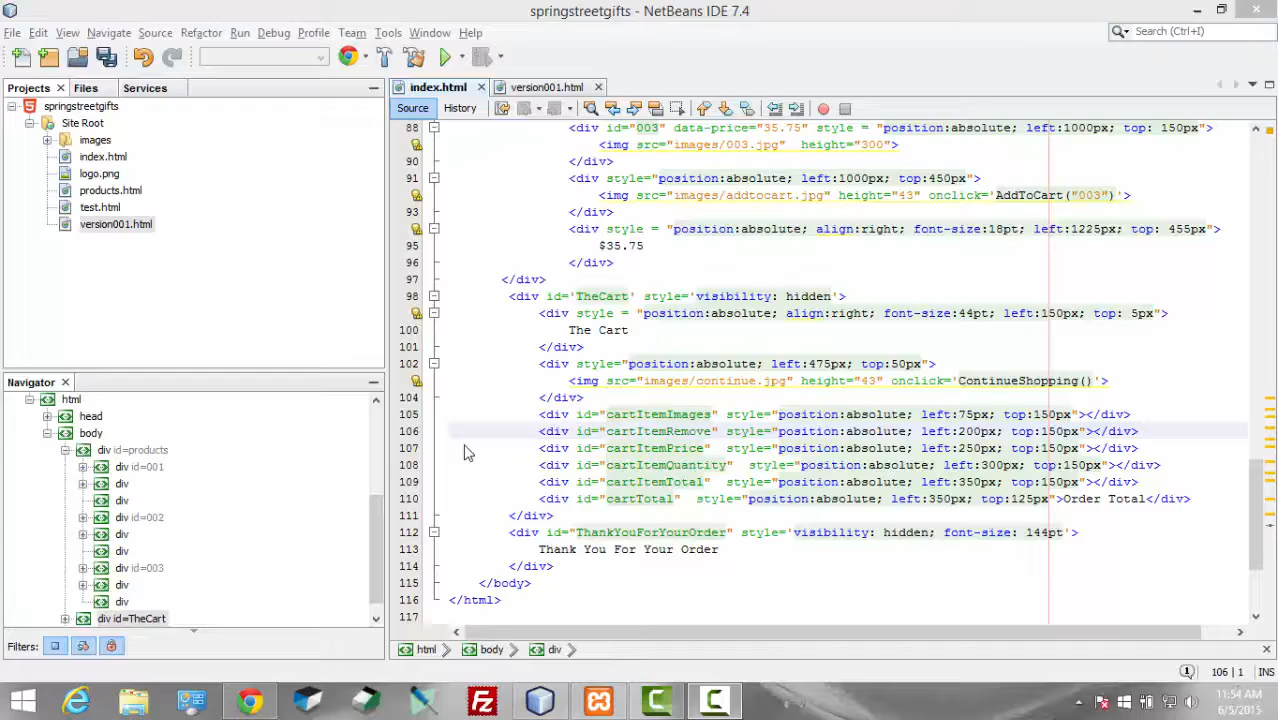 springstreetgifts - NetBeans IDE 7.4
File Edit View Navigate Source Refactor Run Debug Profile Team Tools Window Help
Search (Ctrl+I)
Projects Files Services
springstreetgifts
Site Root
images
index.html
logo.png
products.html
test.html
version001.html
Navigator
html
head
body
div id=products
div id=001
div
div
div id=002
div
div
div id=003
div
div
div id=TheCart
Filters:
index.html version001.html
Source History
88 <div id="003" data-price="35.75" style = "position:absolute; left:1000px; top: 150px">
<img src="images/003.jpg" height="300">
90 </div>
91 <div style="position:absolute; left:1000px; top:450px">
<img src="images/addtocart.jpg" height="43" onclick='AddToCart("003")'>
93 </div>
<div style = "position:absolute; align:right; font-size:18pt; left:1225px; top: 455px">
95 $35.75
96 </div>
97 </div>
98 <div id='TheCart' style='visibility: hidden'>
<div style = "position:absolute; align:right; font-size:44pt; left:150px; top: 5px">
100 The Cart
101 </div>
102 <div style="position:absolute; left:475px; top:50px">
<img src="images/continue.jpg" height="43" onclick='ContinueShopping()'>
104 </div>
105 <div id="cartItemImages" style="position:absolute; left:75px; top:150px"></div>
106 <div id="cartItemRemove" style="position:absolute; left:200px; top:150px"></div>
107 <div id="cartItemPrice" style="position:absolute; left:250px; top:150px"></div>
108 <div id="cartItemQuantity" style="position:absolute; left:300px; top:150px"></div>
109 <div id="cartItemTotal" style="position:absolute; left:350px; top:150px"></div>
110 <div id="cartTotal" style="position:absolute; left:350px; top:125px">Order Total</div>
111 </div>
112 <div id="ThankYouForYourOrder" style='visibility: hidden; font-size: 144pt'>
113 Thank You For Your Order
114 </div>
115 </body>
116 </html>
117
html body div
106 | 1 INS
11:54 AM
6/5/2015